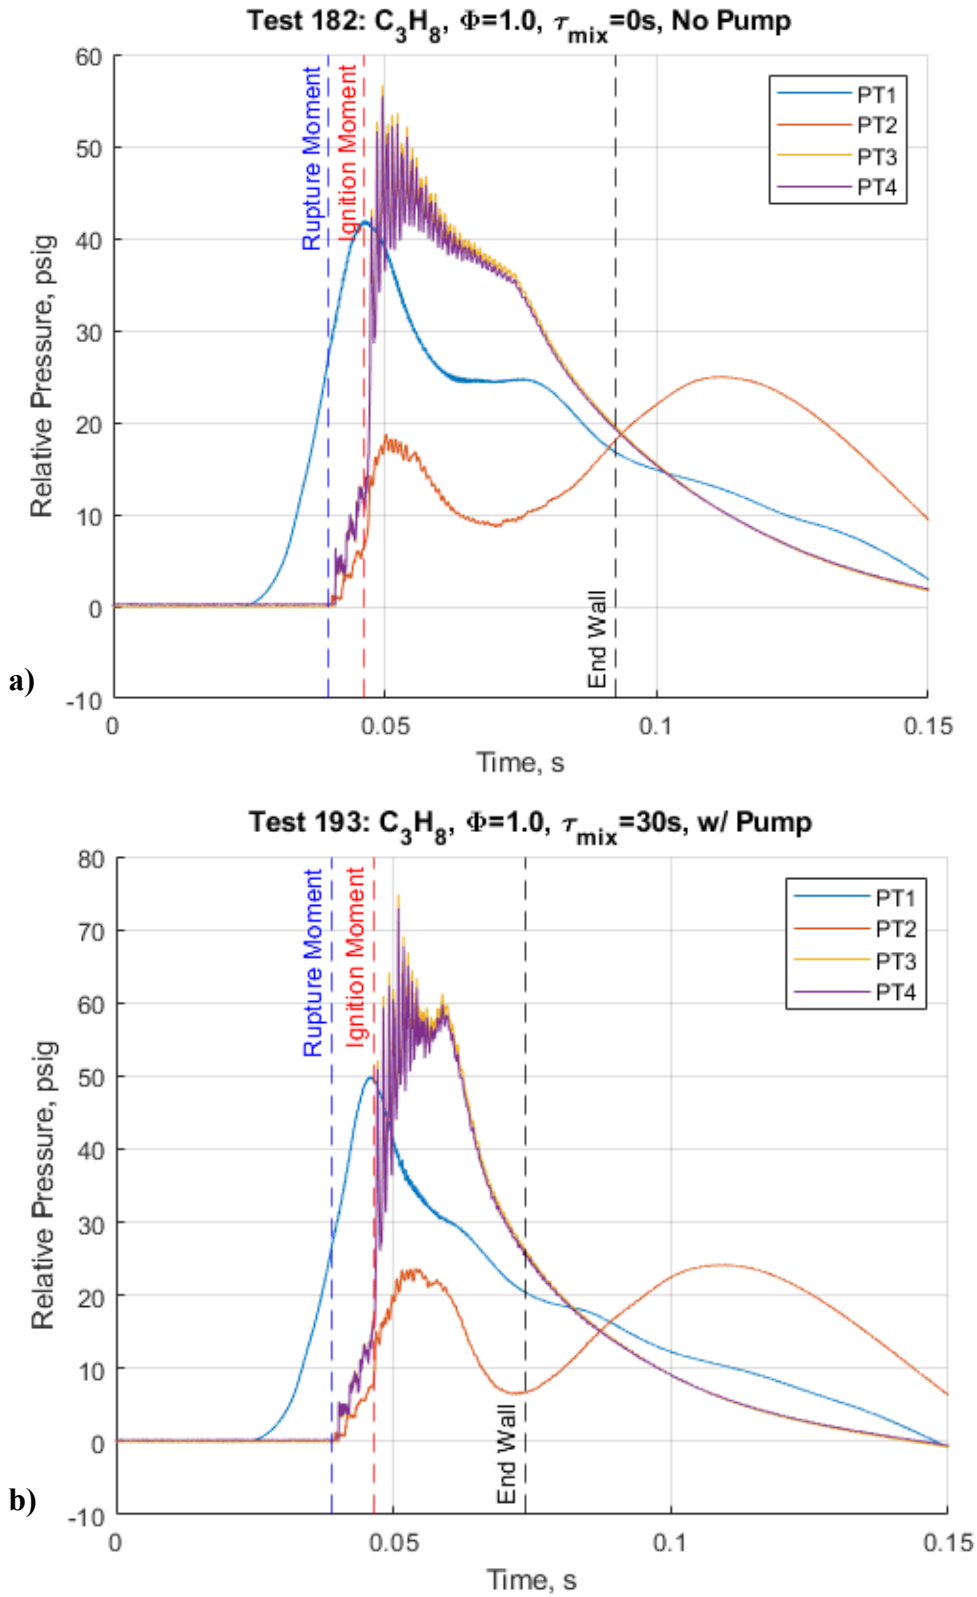 Test 182: C3H8, Φ=1.0, τmix=0s, No Pump
60
50
40
30
20
10
0
-10
Relative Pressure, psig
Rupture Moment
Ignition Moment
End Wall
PT1
PT2
PT3
PT4
0
0.05
0.1
0.15
Time, s
a)
Test 193: C3H8, Φ=1.0, τmix=30s, w/ Pump
80
70
60
50
40
30
20
10
0
-10
Relative Pressure, psig
Rupture Moment
Ignition Moment
End Wall
PT1
PT2
PT3
PT4
0
0.05
0.1
0.15
Time, s
b)